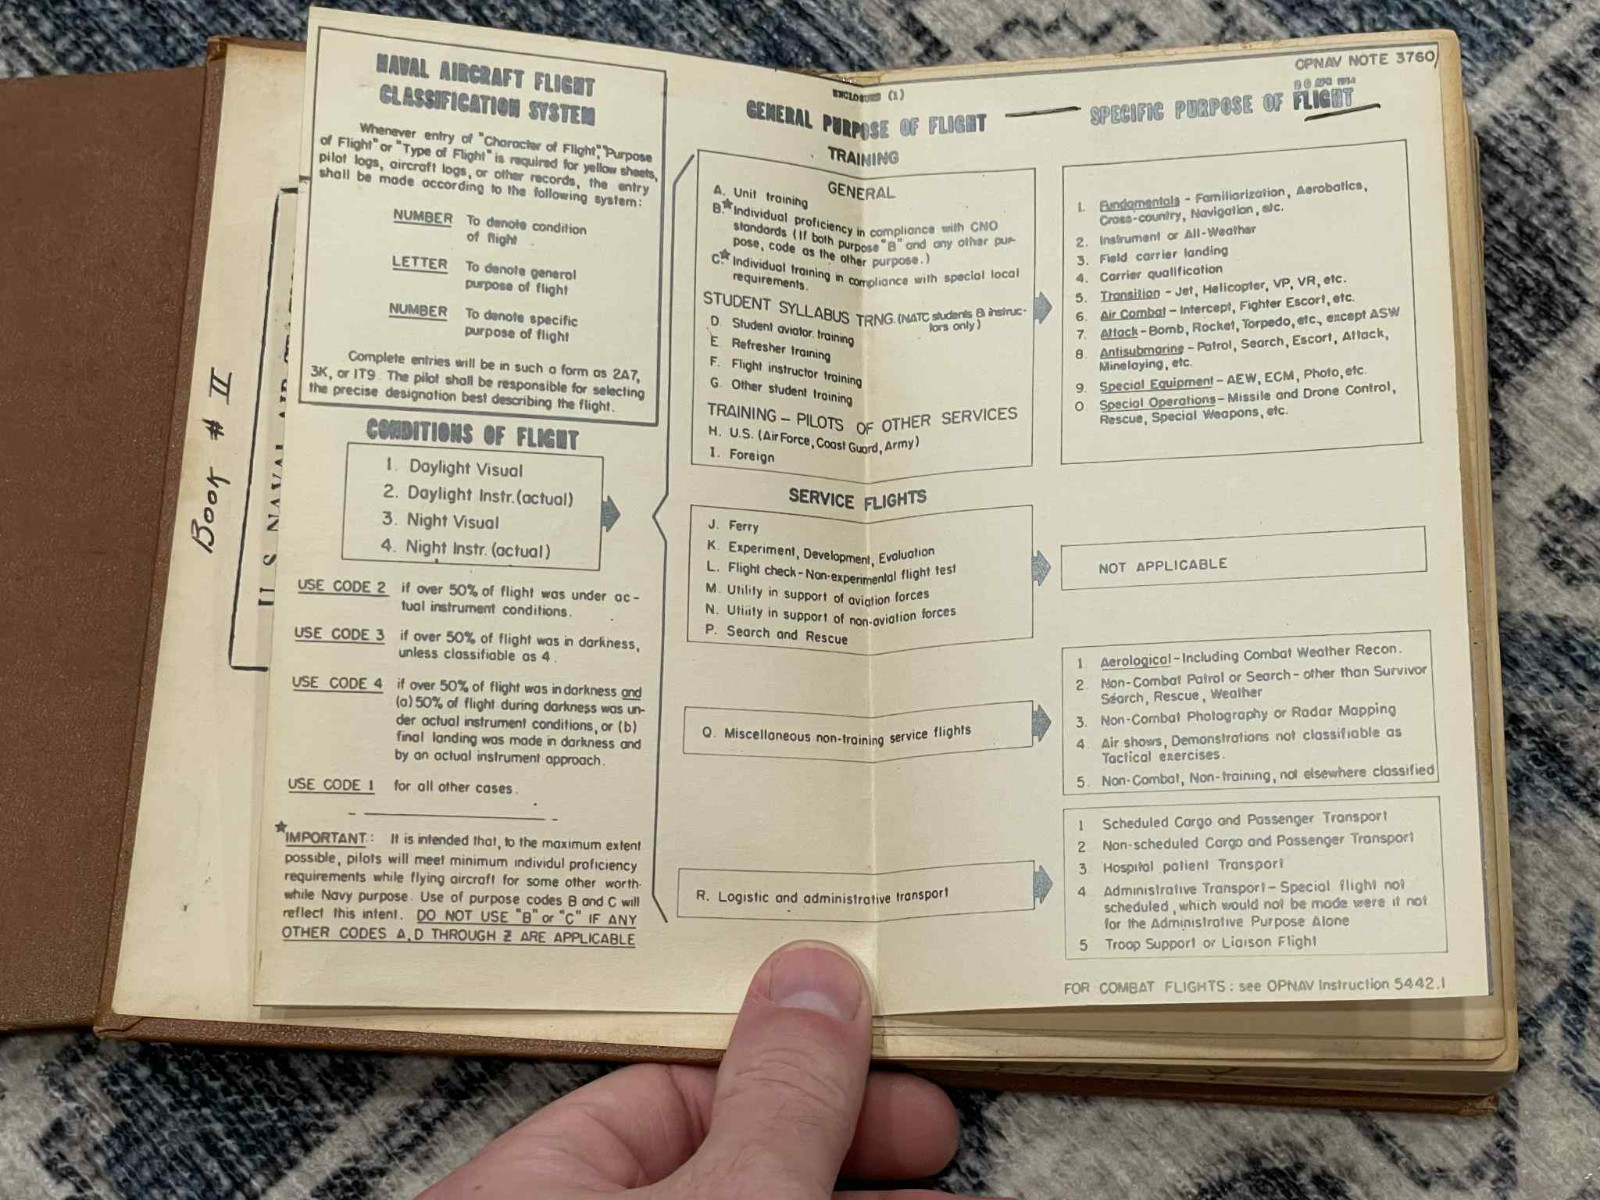 Book # II
U.S. NAVAL AIR
NAVAL AIRCRAFT FLIGHT
CLASSIFICATION SYSTEM
Whenever entry of "Character of Flight", "Purpose
of Flight" or "Type of Flight" is required for yellow sheets,
pilot logs, aircraft logs, or other records, the entry
shall be made according to the following system:
NUMBER To denote condition
of flight
LETTER To denote general
purpose of flight
NUMBER To denote specific
purpose of flight
Complete entries will be in such a form as 2A7,
3K, or 1T9. The pilot shall be responsible for selecting
the precise designation best describing the flight.
CONDITIONS OF FLIGHT
1. Daylight Visual
2. Daylight Instr. (actual)
3. Night Visual
4. Night Instr. (actual)
USE CODE 2 if over 50% of flight was under ac-
tual instrument conditions.
USE CODE 3 if over 50% of flight was in darkness,
unless classifiable as 4.
USE CODE 4 if over 50% of flight was in darkness and
(a) 50% of flight during darkness was un-
der actual instrument conditions, or (b)
final landing was made in darkness and
by an actual instrument approach.
USE CODE 1 for all other cases.
★IMPORTANT: It is intended that, to the maximum extent
possible, pilots will meet minimum individul proficiency
requirements while flying aircraft for some other worth-
while Navy purpose. Use of purpose codes B and C will
reflect this intent. DO NOT USE "B" or "C" IF ANY
OTHER CODES A, D THROUGH Z ARE APPLICABLE
ENCLOSURE (1)
GENERAL PURPOSE OF FLIGHT
TRAINING
GENERAL
A. Unit training
B.★ Individual proficiency in compliance with CNO
standards (If both purpose "B" and any other pur-
pose, code as the other purpose.)
C.★ Individual training in compliance with special local
requirements.
STUDENT SYLLABUS TRNG. (NATC students & instruc-
tors only)
D. Student aviator training
E. Refresher training
F. Flight instructor training
G. Other student training
TRAINING – PILOTS OF OTHER SERVICES
H. U.S. (Air Force, Coast Guard, Army)
I. Foreign
SERVICE FLIGHTS
J. Ferry
K. Experiment, Development, Evaluation
L. Flight check – Non-experimental flight test
M. Utility in support of aviation forces
N. Utility in support of non-aviation forces
P. Search and Rescue
Q. Miscellaneous non-training service flights
R. Logistic and administrative transport
OPNAV NOTE 3760
SPECIFIC PURPOSE OF FLIGHT
1. Fundamentals – Familiarization, Aerobatics,
Cross-country, Navigation, etc.
2. Instrument or All-Weather
3. Field carrier landing
4. Carrier qualification
5. Transition – Jet, Helicopter, VP, VR, etc.
6. Air Combat – Intercept, Fighter Escort, etc.
7. Attack – Bomb, Rocket, Torpedo, etc., except ASW
8. Antisubmarine – Patrol, Search, Escort, Attack,
Minelaying, etc.
9. Special Equipment – AEW, ECM, Photo, etc.
0 Special Operations – Missile and Drone Control,
Rescue, Special Weapons, etc.
NOT APPLICABLE
1 Aerological – Including Combat Weather Recon.
2. Non-Combat Patrol or Search – other than Survivor
Search, Rescue, Weather
3. Non-Combat Photography or Radar Mapping
4. Air shows, Demonstrations not classifiable as
Tactical exercises.
5. Non-Combat, Non-training, not elsewhere classified
1 Scheduled Cargo and Passenger Transport
2 Non-scheduled Cargo and Passenger Transport
3 Hospital patient Transport
4 Administrative Transport – Special flight not
scheduled, which would not be made were it not
for the Administrative Purpose Alone
5 Troop Support or Liaison Flight
FOR COMBAT FLIGHTS: see OPNAV Instruction 5442.1